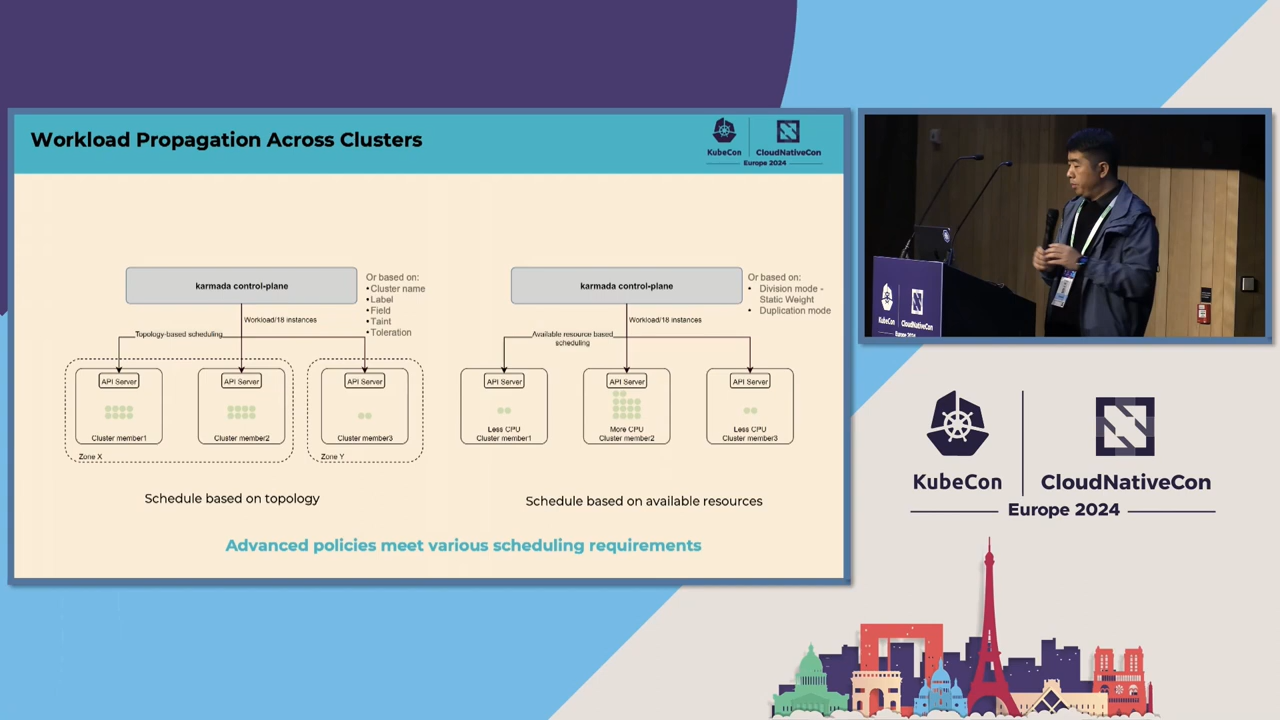 Workload Propagation Across Clusters
KubeCon
CloudNativeCon
Europe 2024
karmada control-plane
Or based on:
• Cluster name
• Label
• Field
• Taint
• Toleration
Workload/18 instances
Topology-based scheduling
API Server
API Server
API Server
Cluster member1
Cluster member2
Cluster member3
Zone X
Zone Y
Schedule based on topology
karmada control-plane
Or based on:
• Division mode -
Static Weight
• Duplication mode
Workload/18 instances
Available resource based
scheduling
API Server
API Server
API Server
Less CPU
Cluster member1
More CPU
Cluster member2
Less CPU
Cluster member3
Schedule based on available resources
Advanced policies meet various scheduling requirements
KubeCon
CloudNativeCon
KubeCon
CloudNativeCon
Europe 2024